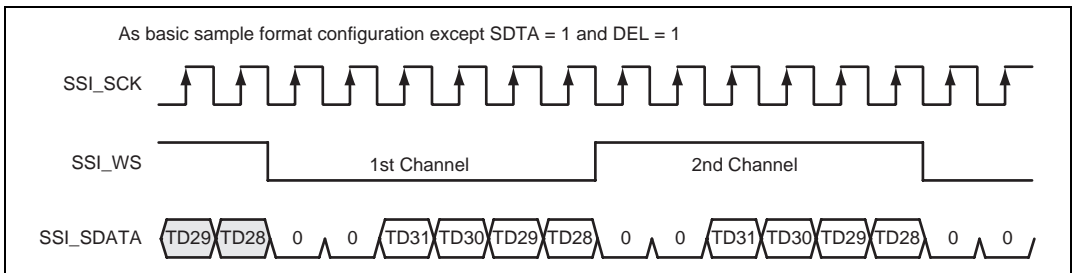 As basic sample format configuration except SDTA = 1 and DEL = 1
SSI_SCK
SSI_WS 1st Channel 2nd Channel
SSI_SDATA TD29 TD28 0 0 TD31 TD30 TD29 TD28 0 0 TD31 TD30 TD29 TD28 0 0